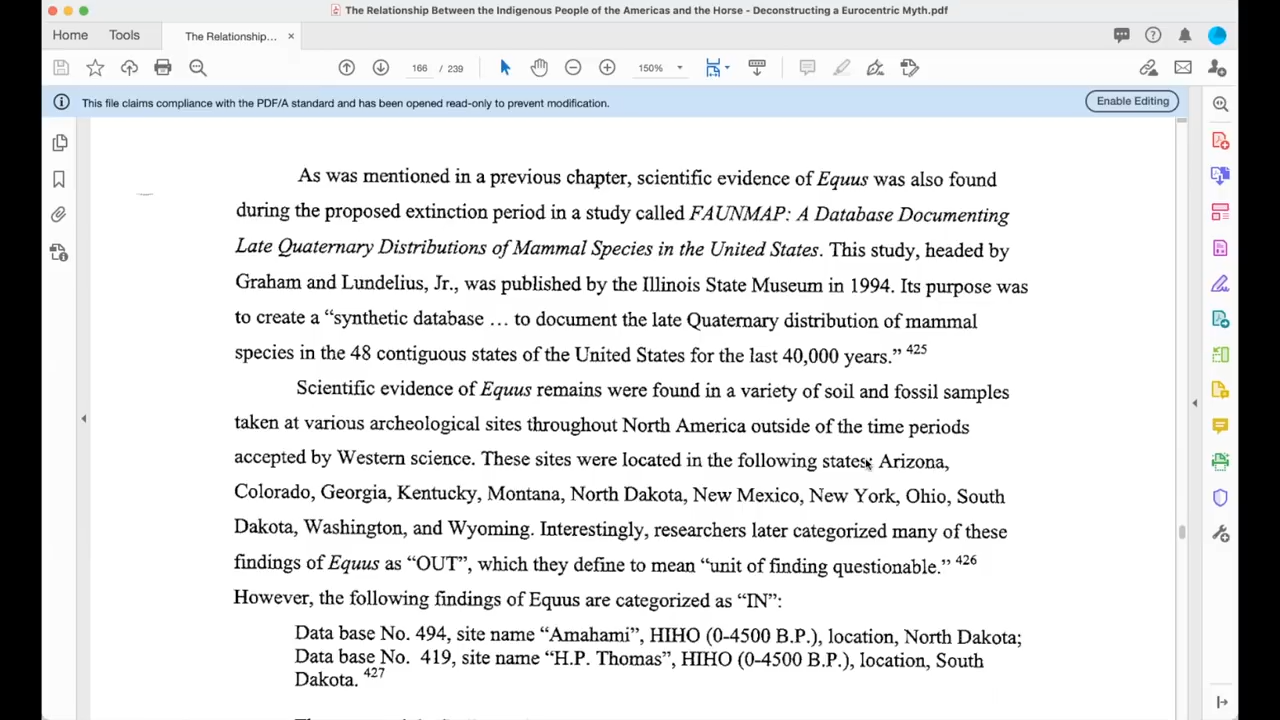 The Relationship Between the Indigenous People of the Americas and the Horse - Deconstructing a Eurocentric Myth.pdf
Home Tools The Relationship... ×
166 / 239 150%
This file claims compliance with the PDF/A standard and has been opened read-only to prevent modification. Enable Editing
As was mentioned in a previous chapter, scientific evidence of Equus was also found
during the proposed extinction period in a study called FAUNMAP: A Database Documenting
Late Quaternary Distributions of Mammal Species in the United States. This study, headed by
Graham and Lundelius, Jr., was published by the Illinois State Museum in 1994. Its purpose was
to create a “synthetic database … to document the late Quaternary distribution of mammal
species in the 48 contiguous states of the United States for the last 40,000 years.” 425
Scientific evidence of Equus remains were found in a variety of soil and fossil samples
taken at various archeological sites throughout North America outside of the time periods
accepted by Western science. These sites were located in the following states: Arizona,
Colorado, Georgia, Kentucky, Montana, North Dakota, New Mexico, New York, Ohio, South
Dakota, Washington, and Wyoming. Interestingly, researchers later categorized many of these
findings of Equus as “OUT”, which they define to mean “unit of finding questionable.” 426
However, the following findings of Equus are categorized as “IN”:
Data base No. 494, site name “Amahami”, HIHO (0-4500 B.P.), location, North Dakota;
Data base No. 419, site name “H.P. Thomas”, HIHO (0-4500 B.P.), location, South
Dakota. 427